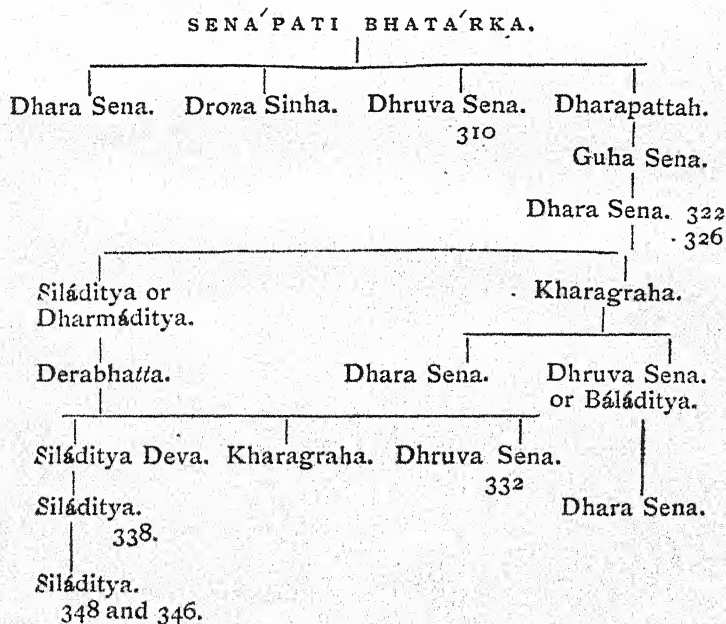 SENA´PATI BHATA´RKA.
Dhara Sena. Drona Sinha. Dhruva Sena. Dharapattah.
310
Guha Sena.
Dhara Sena. 322
326
Siláditya or Kharagraha.
Dharmáditya.
Derabhatta. Dhara Sena. Dhruva Sena.
or Báláditya.
Siláditya Deva. Kharagraha. Dhruva Sena.
332
Siláditya. Dhara Sena.
338.
Siláditya.
348 and 346.